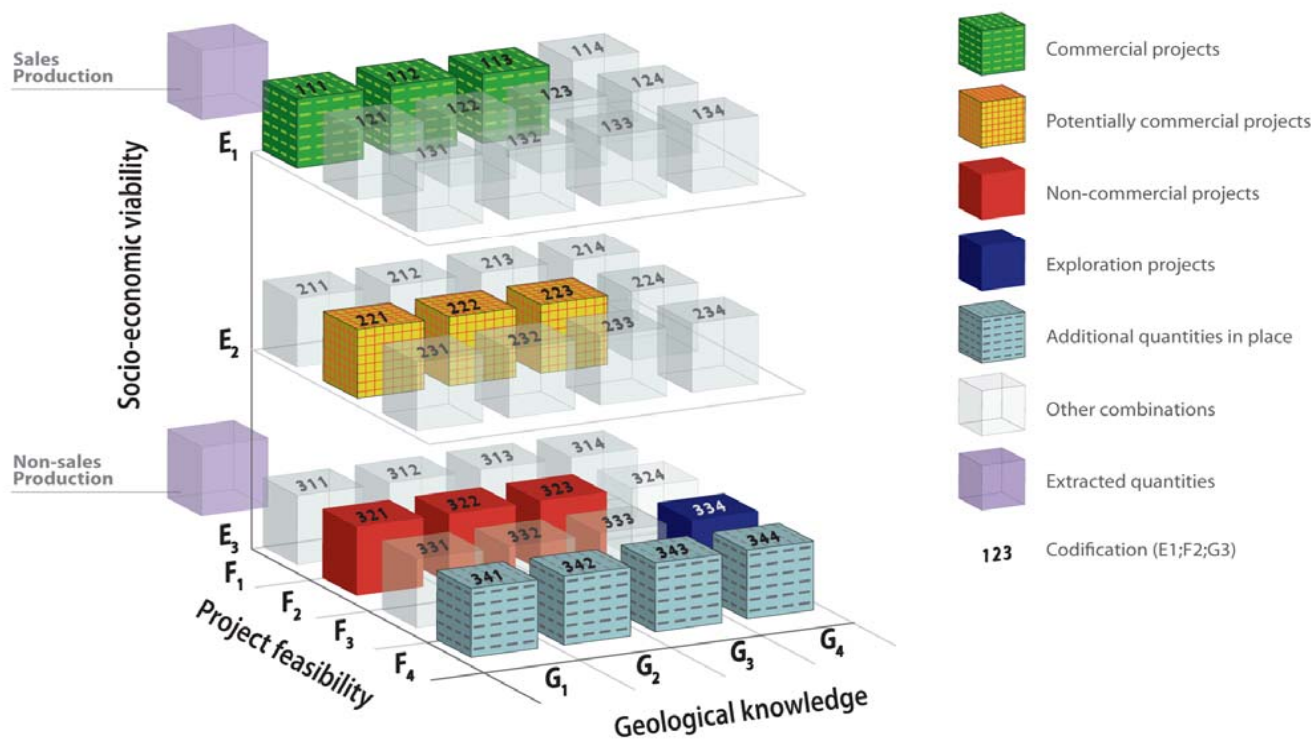 Sales
Production
Socio-economic viability
E1
111
112
113
114
121
122
123
124
131
132
133
134
E2
211
212
213
214
221
222
223
224
231
232
233
234
Non-sales
Production
E3
311
312
313
314
321
322
323
324
331
332
333
334
341
342
343
344
F1
F2
F3
F4
Project feasibility
G1
G2
G3
G4
Geological knowledge
Commercial projects
Potentially commercial projects
Non-commercial projects
Exploration projects
Additional quantities in place
Other combinations
Extracted quantities
123 Codification (E1;F2;G3)